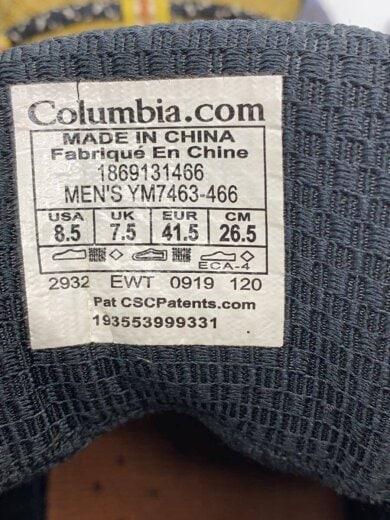 Columbia.com
MADE IN CHINA
Fabriqué En Chine
1869131466
MEN'S YM7463-466
USA UK EUR CM
8.5 7.5 41.5 26.5
ECA-4
2932 EWT 0919 120
Pat CSCPatents.com
193553999331